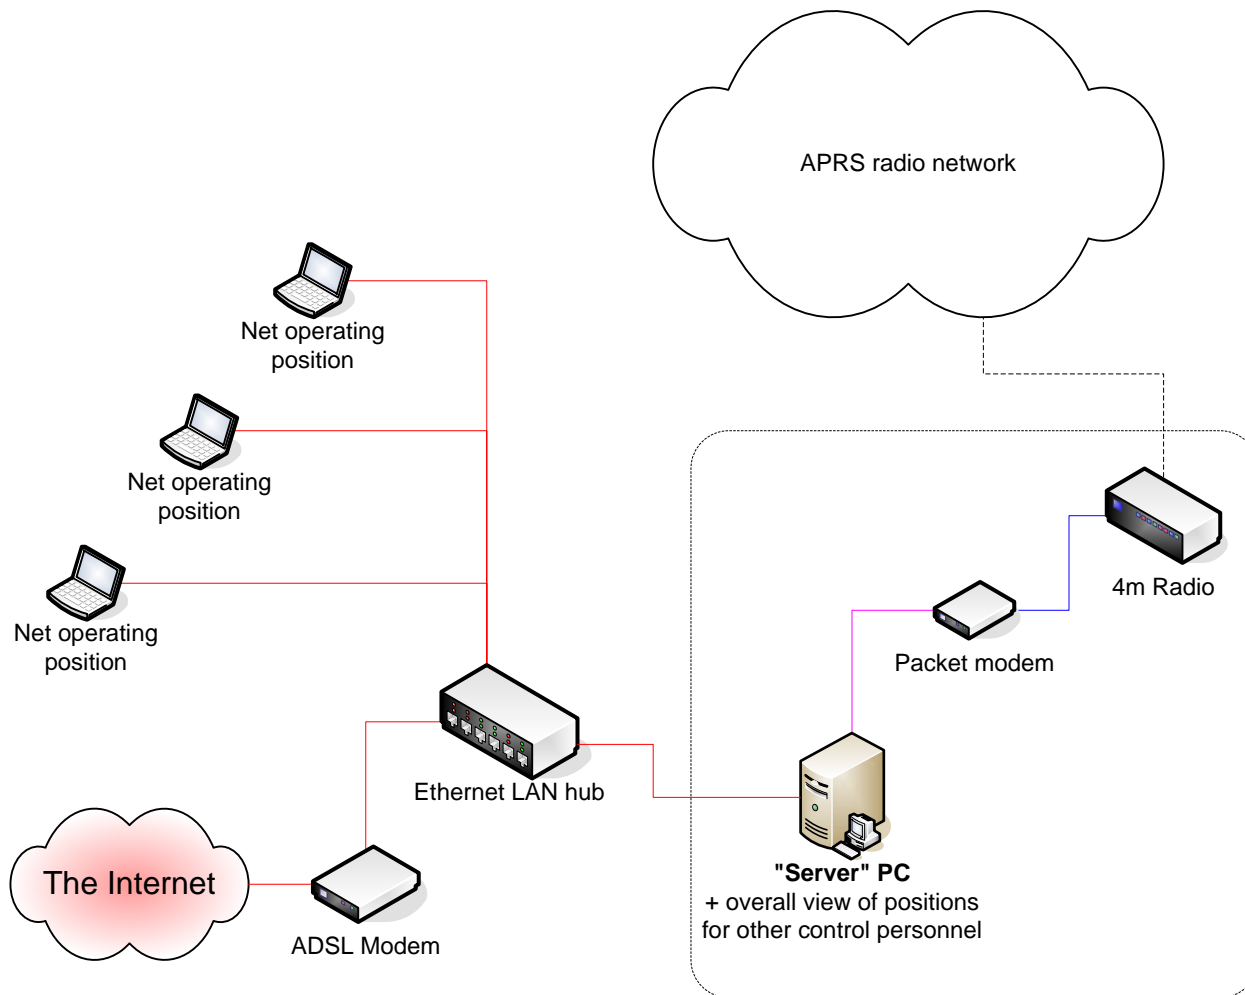 APRS radio network
Net operating
position
Net operating
position
Net operating
position
4m Radio
Packet modem
Ethernet LAN hub
"Server" PC
+ overall view of positions
for other control personnel
The Internet
ADSL Modem